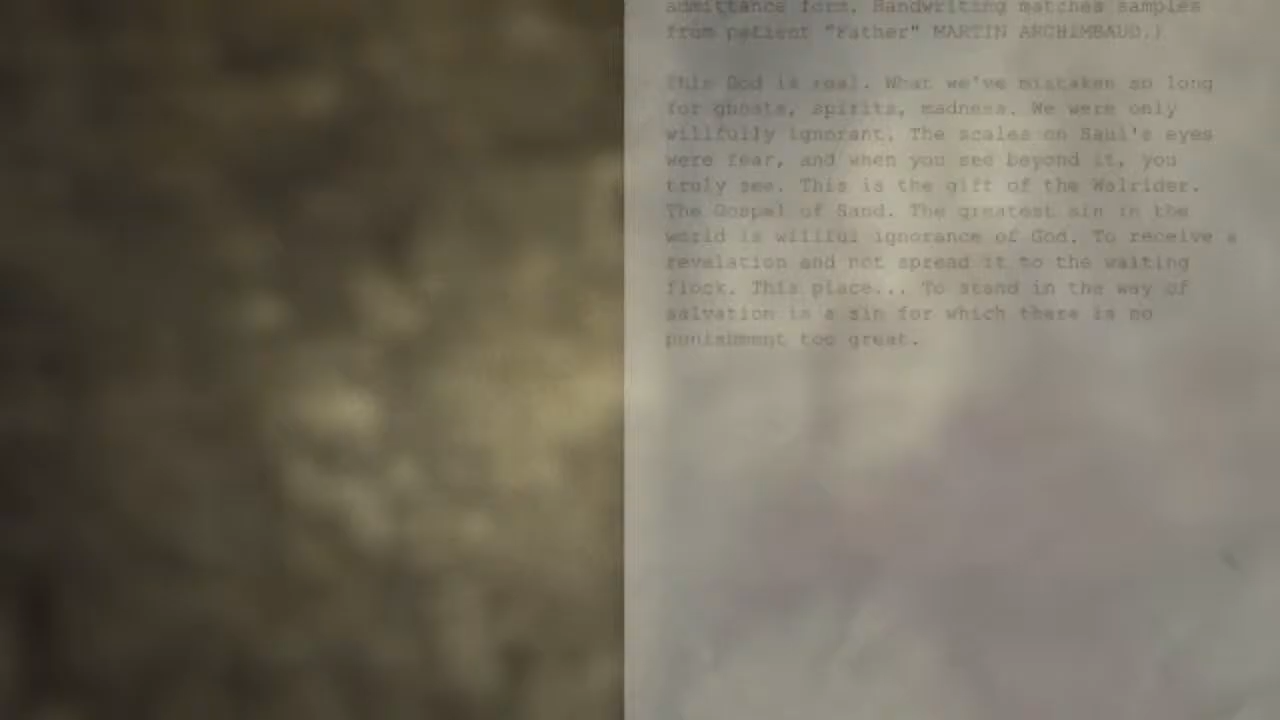 admittance form. Handwriting matches samples
from patient "Father" MARTIN ARCHIMBAUD.)
This God is real. What we've mistaken so long
for ghosts, spirits, madness. We were only
willfully ignorant. The scales on Saul's eyes
were fear, and when you see beyond it, you
truly see. This is the gift of the Walrider.
The Gospel of Sand. The greatest sin in the
world is willful ignorance of God. To receive a
revelation and not spread it to the waiting
flock. This place... To stand in the way of
salvation is a sin for which there is no
punishment too great.